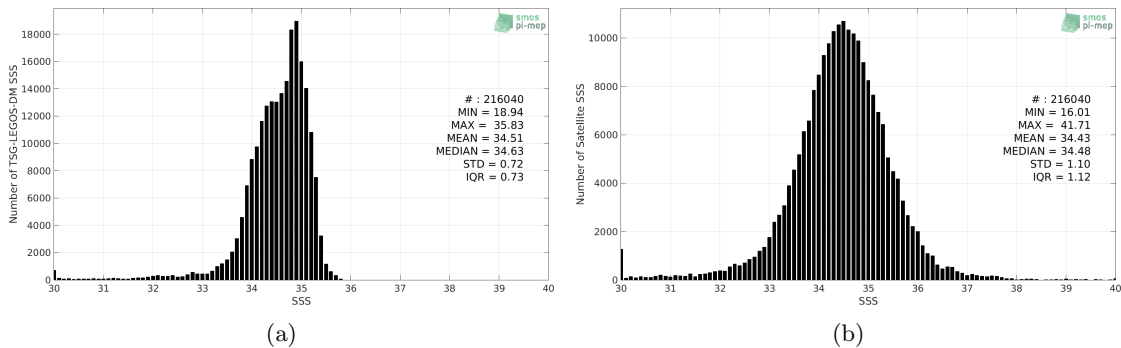 smos
pi-mep
18000
16000
14000
12000
10000
8000
6000
4000
2000
0
Number of TSG-LEGOS-DM SSS
# : 216040
MIN = 18.94
MAX = 35.83
MEAN = 34.51
MEDIAN = 34.63
STD = 0.72
IQR = 0.73
30 31 32 33 34 35 36 37 38 39 40
SSS
(a)
smos
pi-mep
10000
8000
6000
4000
2000
0
Number of Satellite SSS
# : 216040
MIN = 16.01
MAX = 41.71
MEAN = 34.43
MEDIAN = 34.48
STD = 1.10
IQR = 1.12
30 31 32 33 34 35 36 37 38 39 40
SSS
(b)